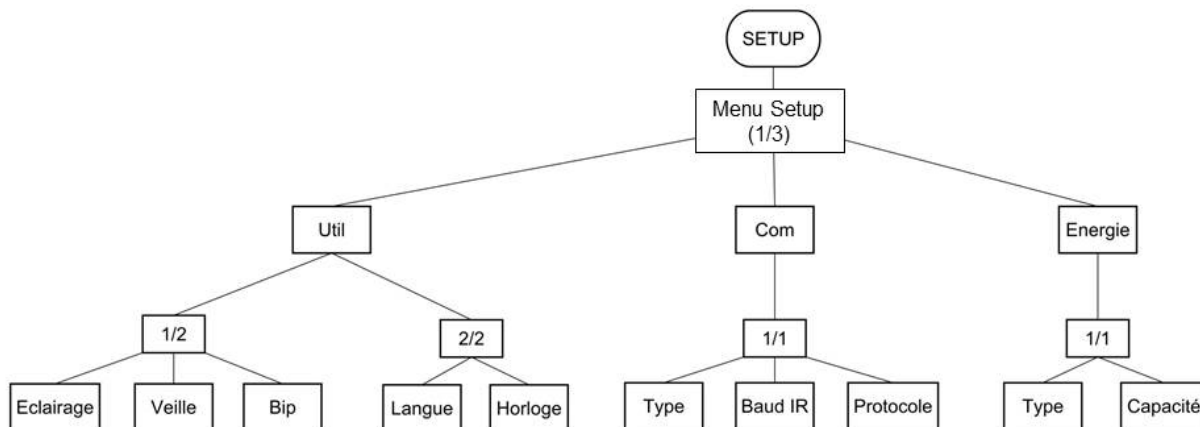 SETUP
Menu Setup
(1/3)
Util
Com
Energie
1/2
2/2
1/1
1/1
Eclairage
Veille
Bip
Langue
Horloge
Type
Baud IR
Protocole
Type
Capacité